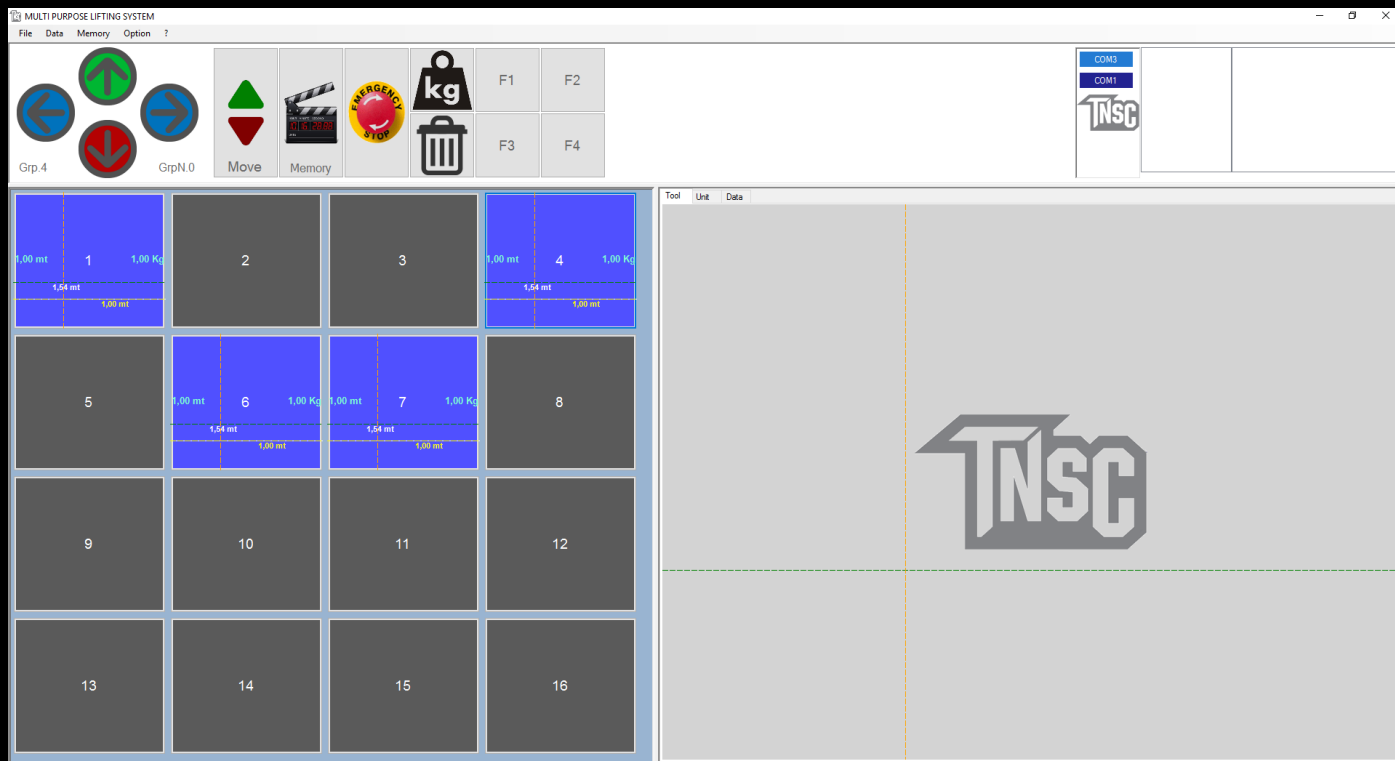 MULTI PURPOSE LIFTING SYSTEM
File Data Memory Option ?
Grp.4 GrpN.0
Move
Memory
EMERGENCY
STOP
kg
F1 F2
F3 F4
COM3
COM1
TNSC
Tool Unit Data
1,00 mt 1 1,00 Kg
1,54 mt
1,00 mt
2
3
1,00 mt 4 1,00 Kg
1,54 mt
1,00 mt
5
1,00 mt 6 1,00 Kg
1,54 mt
1,00 mt
1,00 mt 7 1,00 Kg
1,54 mt
1,00 mt
8
9
10
11
12
13
14
15
16
TNSC